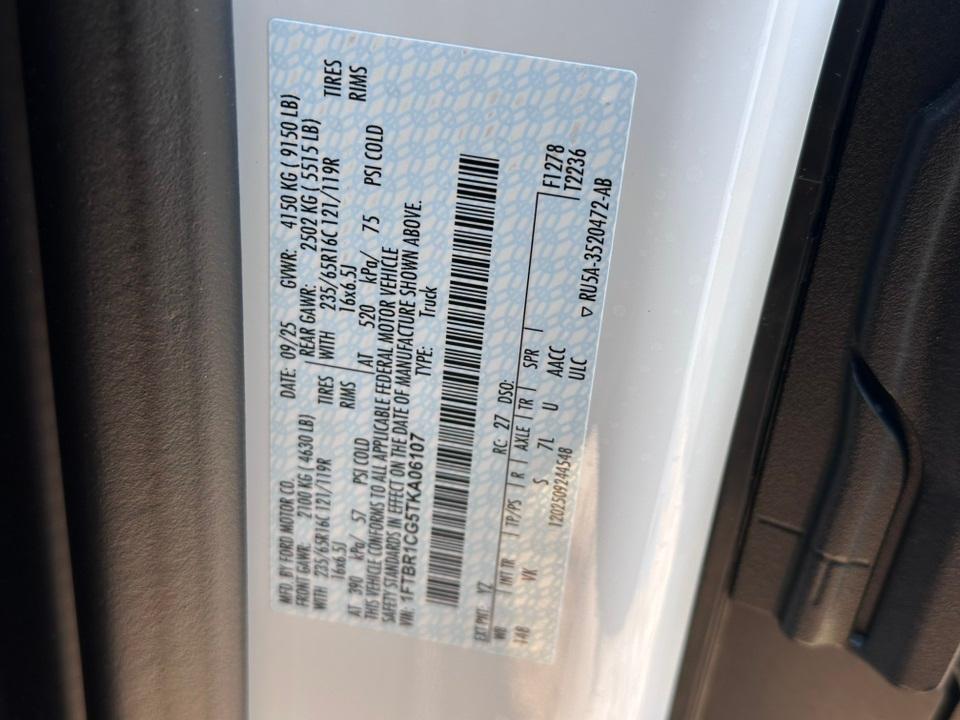 MFD. BY FORD MOTOR CO. DATE: 09/25 GVWR: 4150 KG ( 9150 LB)
FRONT GAWR: 2100 KG ( 4630 LB) REAR GAWR: 2502 KG ( 5515 LB)
WITH 235/65R16C 121/119R TIRES WITH 235/65R16C 121/119R TIRES
16x6.5J RIMS 16x6.5J RIMS
AT 390 kPa/ 57 PSI COLD AT 520 kPa/ 75 PSI COLD
THIS VEHICLE CONFORMS TO ALL APPLICABLE FEDERAL MOTOR VEHICLE
SAFETY STANDARDS IN EFFECT ON THE DATE OF MANUFACTURE SHOWN ABOVE.
VIN: 1FTBR1CG5TKA06107 TYPE: Truck
EXT PNT: YZ RC: 27 DSO: F1278
WB INT TR TP/PS R AXLE TR SPR T2236
148 VK S 7L U AACC
ULC
1202509244548 ▽ RU5A-3520472-AB